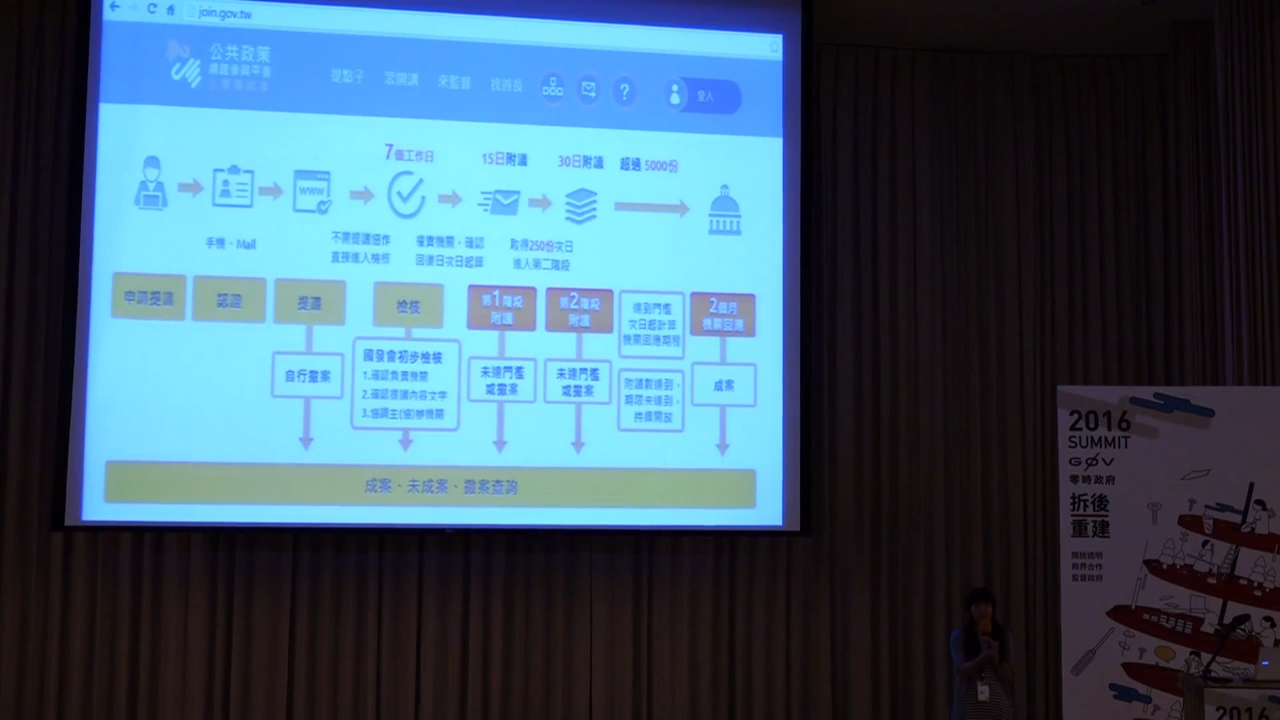 join.gov.tw
公共政策
網路參與平臺
提點子 眾開講 來監督 找首長 ? 登入
7個工作日 15日附議 30日附議 超過 5000份
www
手機、Mail
不需提議協作
直接進入檢核
權責機關，確認
回復日次日起算
取得250份次日
進入第二階段
申請提議
認證
提議
檢核
第1階段
附議
第2階段
附議
達到門檻
次日起計算
機關回應期程
2個月
機關回應
自行撤案
國發會初步檢核
1.確認負責機關
2.確認提議內容文字
3.協調主(協)辦機關
未達門檻
或撤案
未達門檻
或撤案
附議數達到、
期限未達到、
持續開放
成案
成案、未成案、撤案查詢
2016
SUMMIT
GØV
零時政府
拆後
重建
開放透明
跨界合作
監督政府
2016